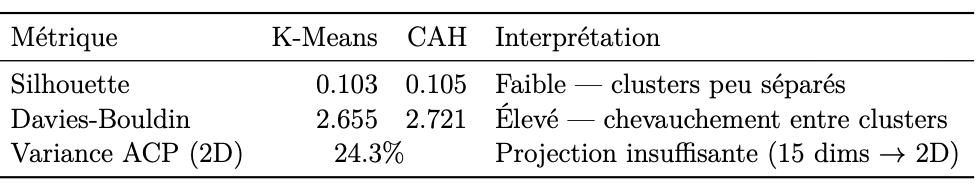 Métrique K-Means CAH Interprétation
Silhouette 0.103 0.105 Faible — clusters peu séparés
Davies-Bouldin 2.655 2.721 Élevé — chevauchement entre clusters
Variance ACP (2D) 24.3% Projection insuffisante (15 dims → 2D)